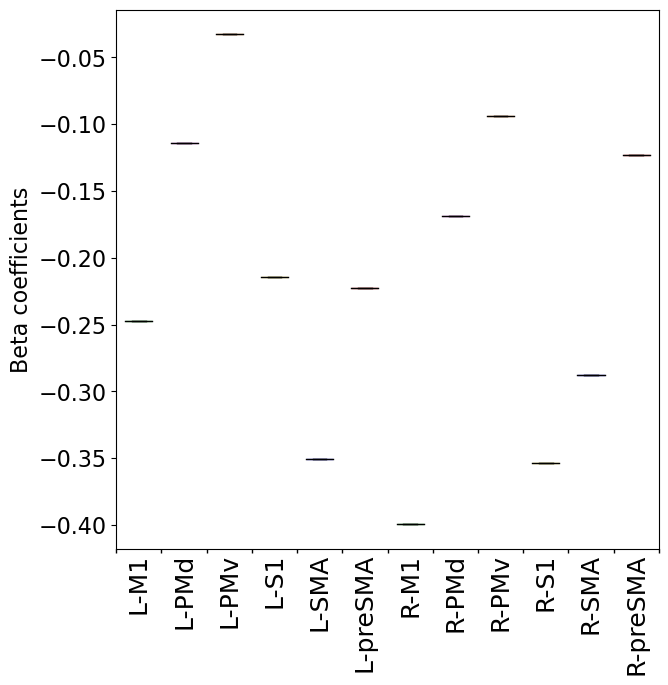 Beta coefficients
−0.05
−0.10
−0.15
−0.20
−0.25
−0.30
−0.35
−0.40
L-M1
L-PMd
L-PMv
L-S1
L-SMA
L-preSMA
R-M1
R-PMd
R-PMv
R-S1
R-SMA
R-preSMA